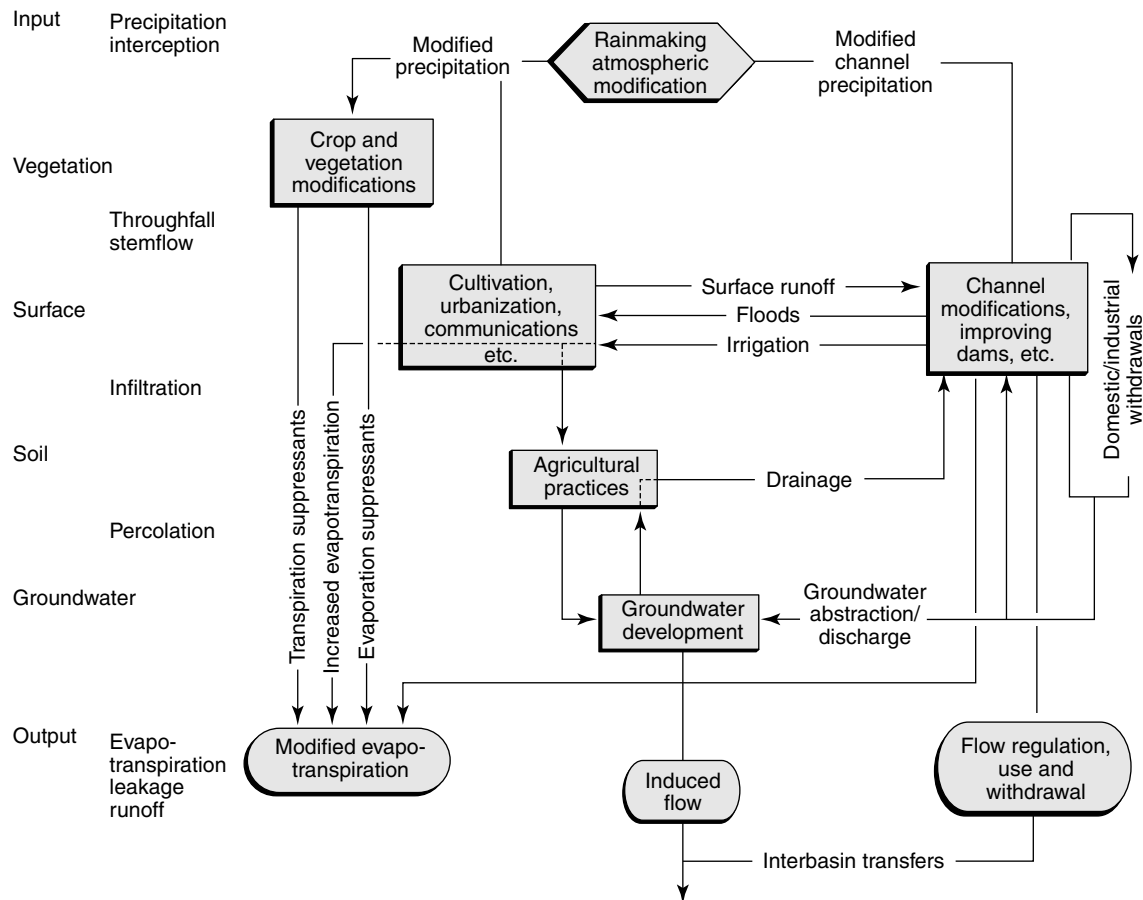 Input
Precipitation
interception
Modified
precipitation
Rainmaking
atmospheric
modification
Modified
channel
precipitation
Vegetation
Crop and
vegetation
modifications
Throughfall
stemflow
Surface
Cultivation,
urbanization,
communications
etc.
Surface runoff
Floods
Irrigation
Channel
modifications,
improving
dams, etc.
Domestic/industrial
withdrawals
Infiltration
Soil
Agricultural
practices
Drainage
Percolation
Transpiration suppressants
Increased evapotranspiration
Evaporation suppressants
Groundwater
Groundwater
development
Groundwater
abstraction/
discharge
Output
Evapo-
transpiration
leakage
runoff
Modified evapo-
transpiration
Induced
flow
Flow regulation,
use and
withdrawal
Interbasin transfers